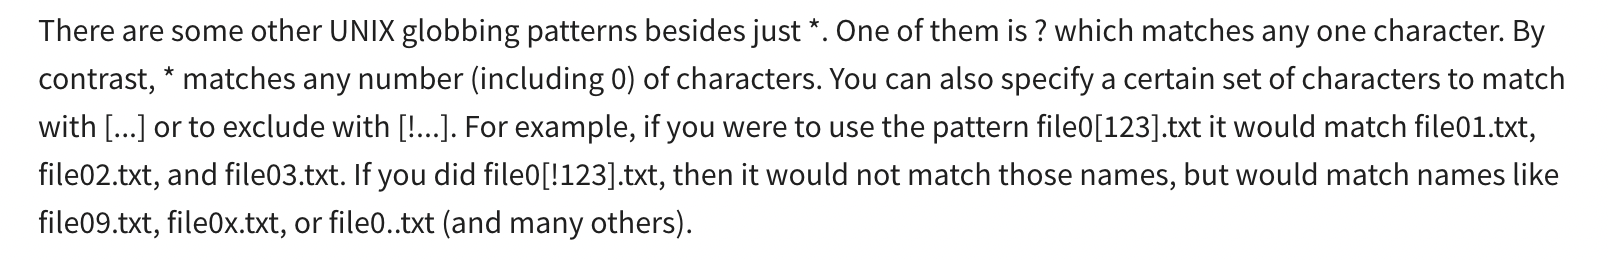 There are some other UNIX globbing patterns besides just *. One of them is ? which matches any one character. By
contrast, * matches any number (including 0) of characters. You can also specify a certain set of characters to match
with [...] or to exclude with [!...]. For example, if you were to use the pattern file0[123].txt it would match file01.txt,
file02.txt, and file03.txt. If you did file0[!123].txt, then it would not match those names, but would match names like
file09.txt, file0x.txt, or file0..txt (and many others).